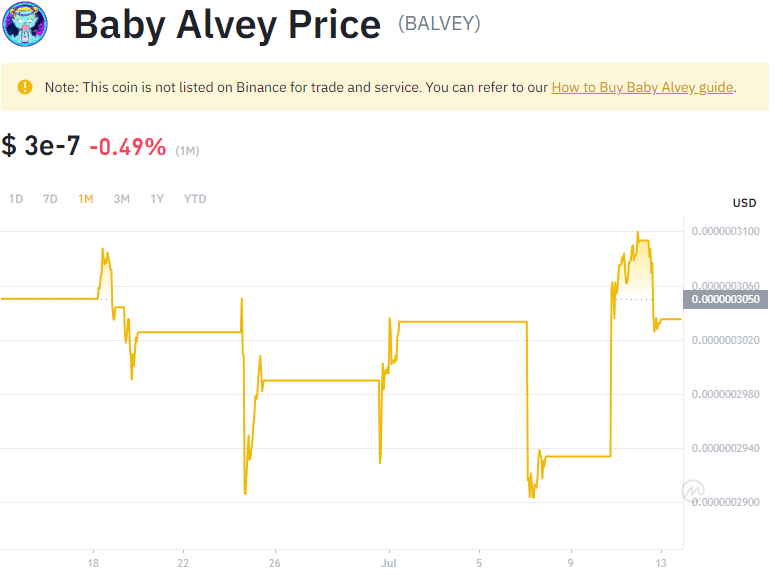 Baby Alvey Price (BALVEY)
Note: This coin is not listed on Binance for trade and service. You can refer to our How to Buy Baby Alvey guide.
$ 3e-7 -0.49% (1M)
1D 7D 1M 3M 1Y YTD
USD
0.0000003100
0.0000003060
0.0000003050
0.0000003020
0.0000002980
0.0000002940
0.0000002900
18 22 26 Jul 5 9 13